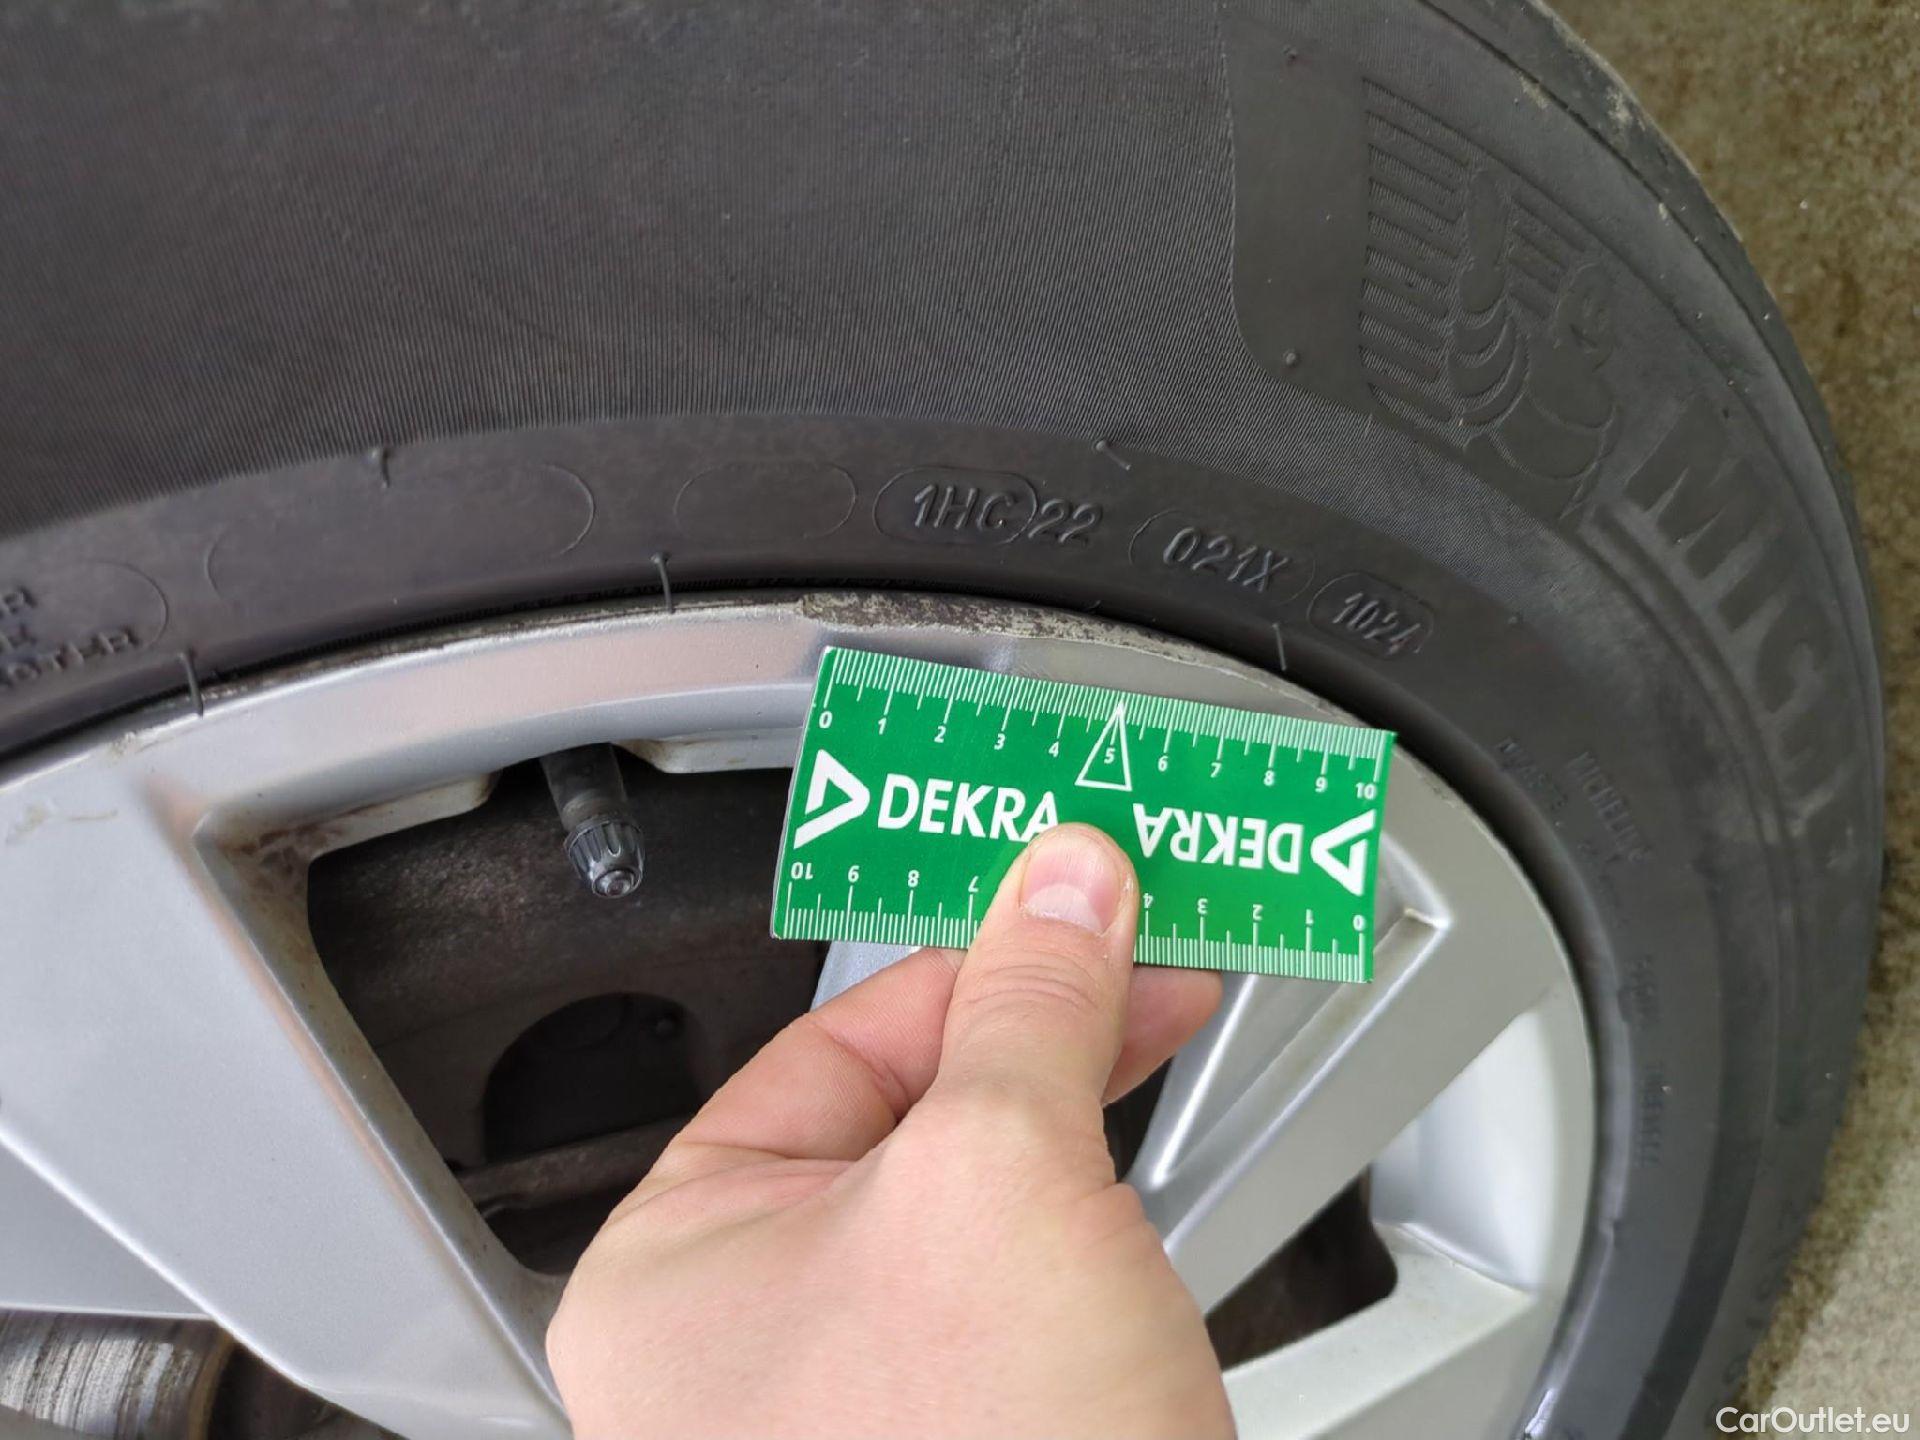 1HC 22 021X 1024
MICHEL
0 1 2 3 4 5 6 7 8 9 10
DEKRA DEKRA
10 9 8 7 4 3 2 1 0
CarOutlet.eu